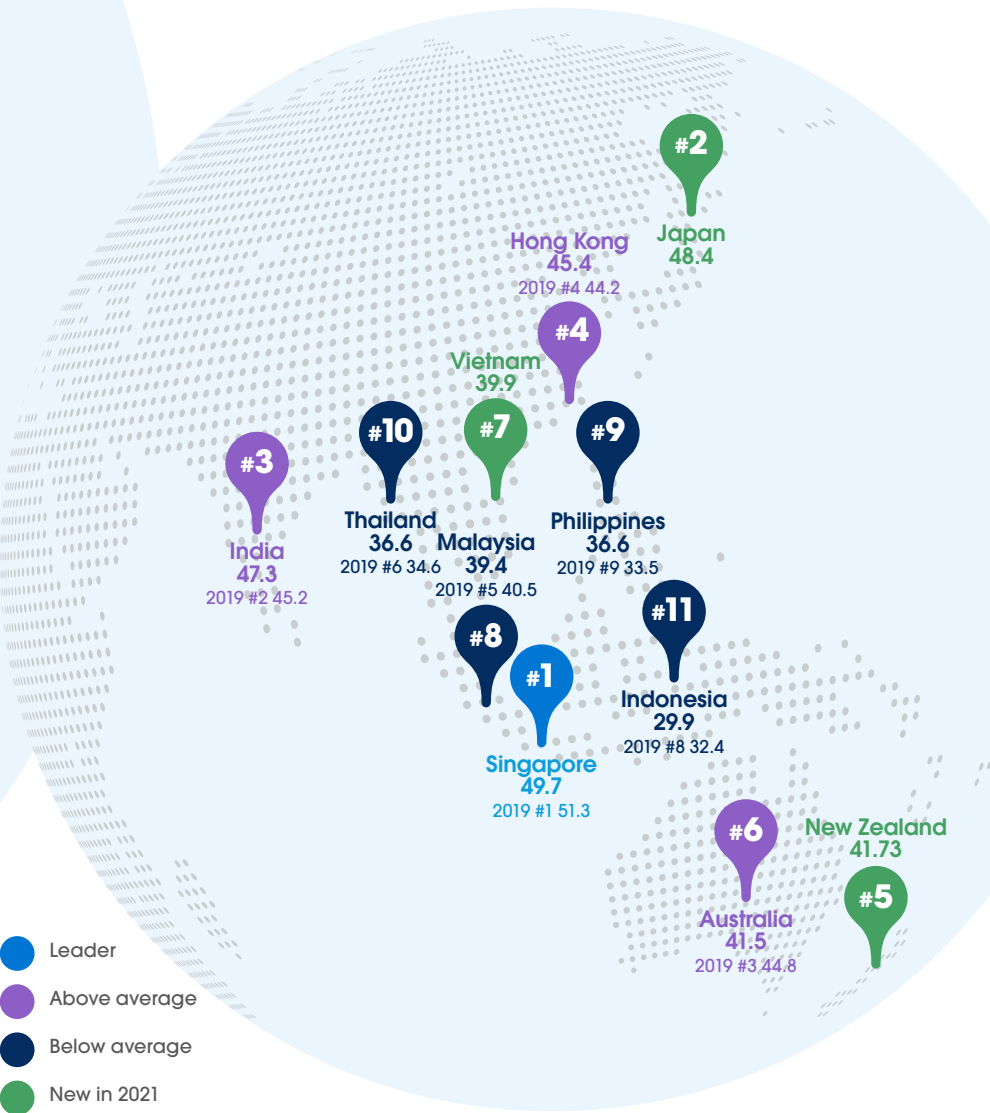 #2
Japan
48.4
Hong Kong
45.4
2019 #4 44.2
#4
Vietnam
39.9
#7
#10
Thailand
36.6
2019 #6 34.6
#9
Philippines
36.6
2019 #9 33.5
#3
India
47.3
2019 #2 45.2
Malaysia
39.4
2019 #5 40.5
#8
#1
Singapore
49.7
2019 #1 51.3
#11
Indonesia
29.9
2019 #8 32.4
#6
Australia
41.5
2019 #3 44.8
New Zealand
41.73
#5
Leader
Above average
Below average
New in 2021